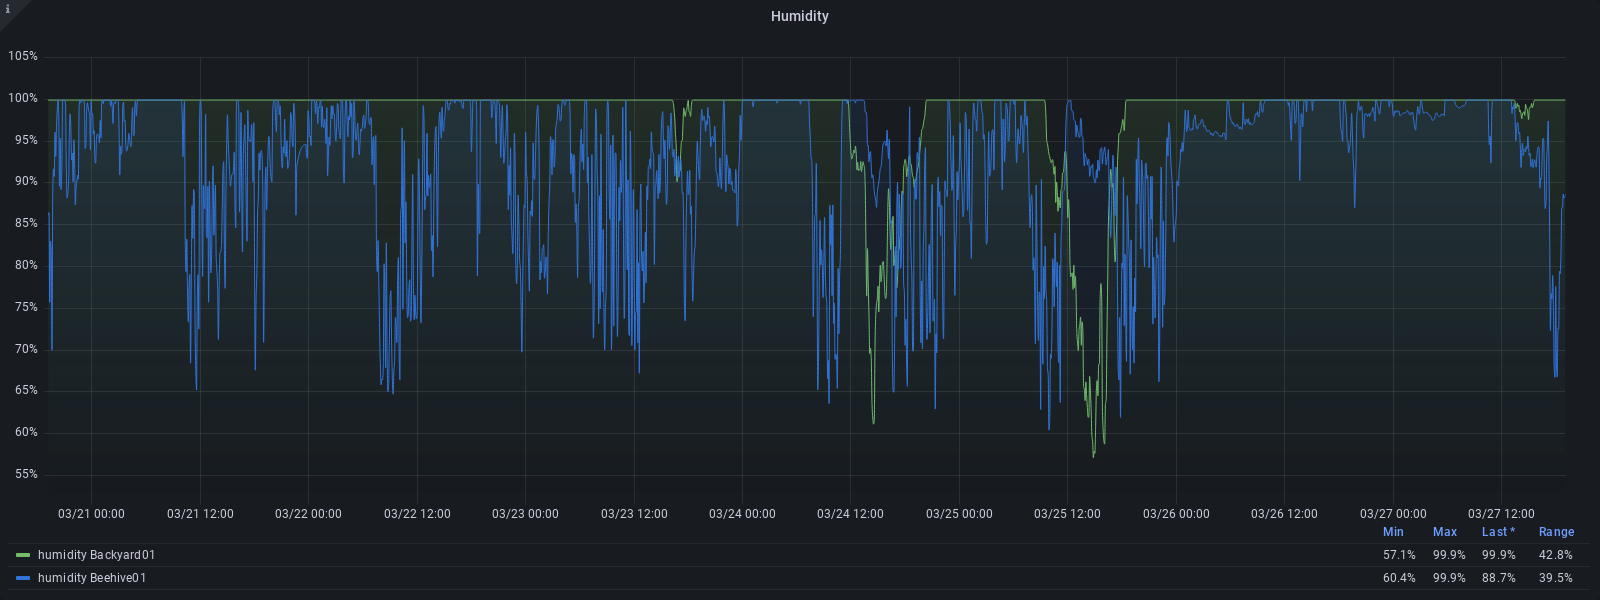 i
Humidity
105%
100%
95%
90%
85%
80%
75%
70%
65%
60%
55%
03/21 00:00 03/21 12:00 03/22 00:00 03/22 12:00 03/23 00:00 03/23 12:00 03/24 00:00 03/24 12:00 03/25 00:00 03/25 12:00 03/26 00:00 03/26 12:00 03/27 00:00 03/27 12:00
Min Max Last * Range
humidity Backyard01 57.1% 99.9% 99.9% 42.8%
humidity Beehive01 60.4% 99.9% 88.7% 39.5%